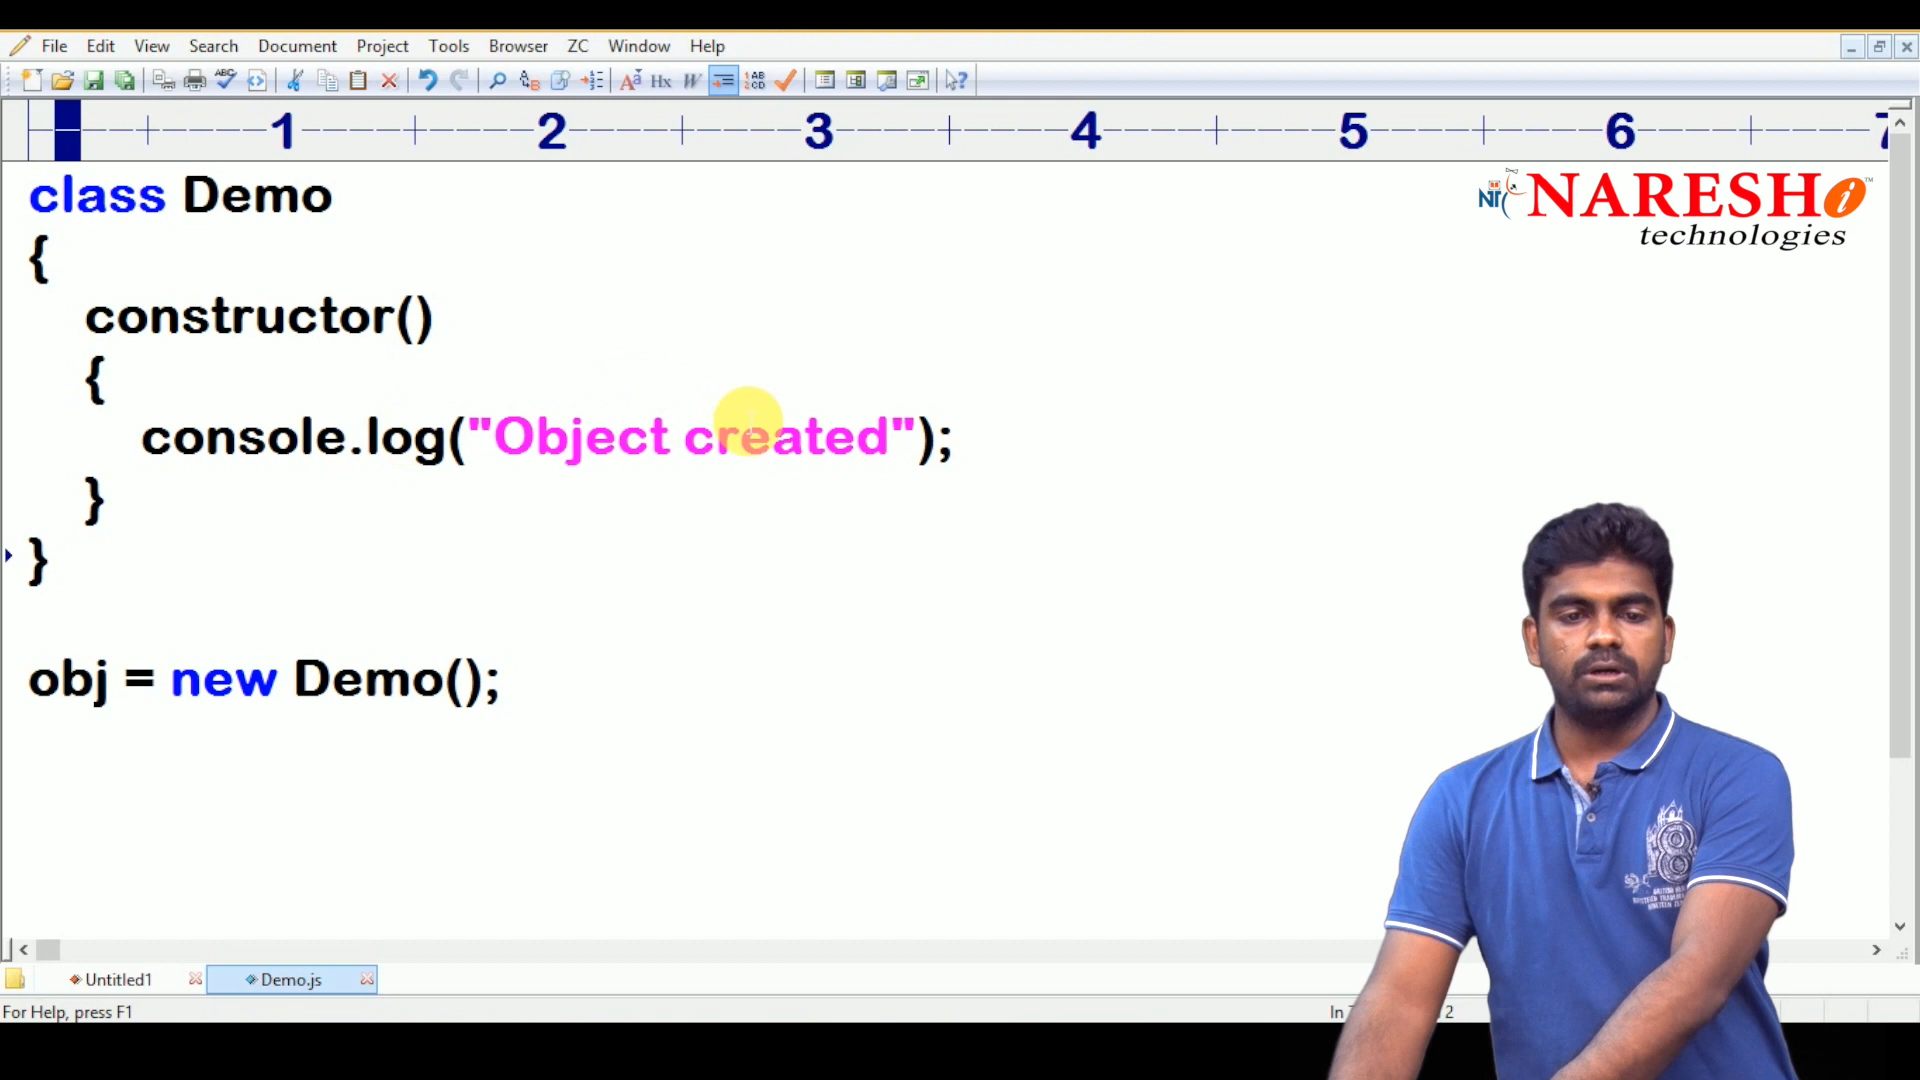 File Edit View Search Document Project Tools Browser ZC Window Help
1 2 3 4 5 6 7
class Demo
{
constructor()
{
console.log("Object created");
}
}
obj = new Demo();
NARESH i
technologies
Untitled1 Demo.js
For Help, press F1